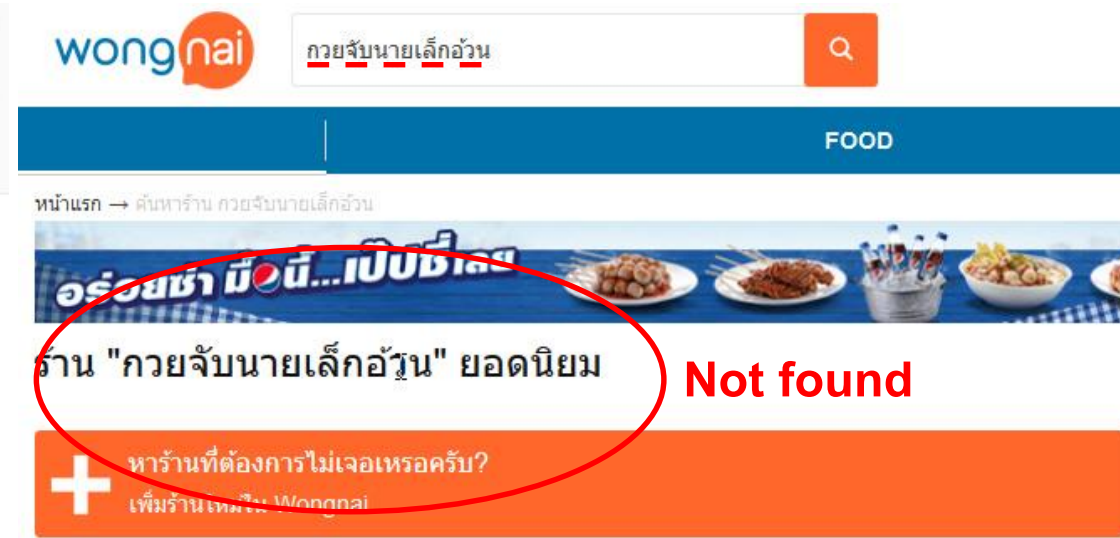 wongnai
กวยจับนายเล็กอ้วน
FOOD
หน้าแรก → ค้นหาร้าน กวยจับนายเล็กอ้วน
อร่อยซ่า มื้อนี้...เป๊ปซี่เลย
ร้าน "กวยจับนายเล็กอ้วน" ยอดนิยม
Not found
หาร้านที่ต้องการไม่เจอเหรอครับ?
เพิ่มร้านใหม่ใน Wongnai